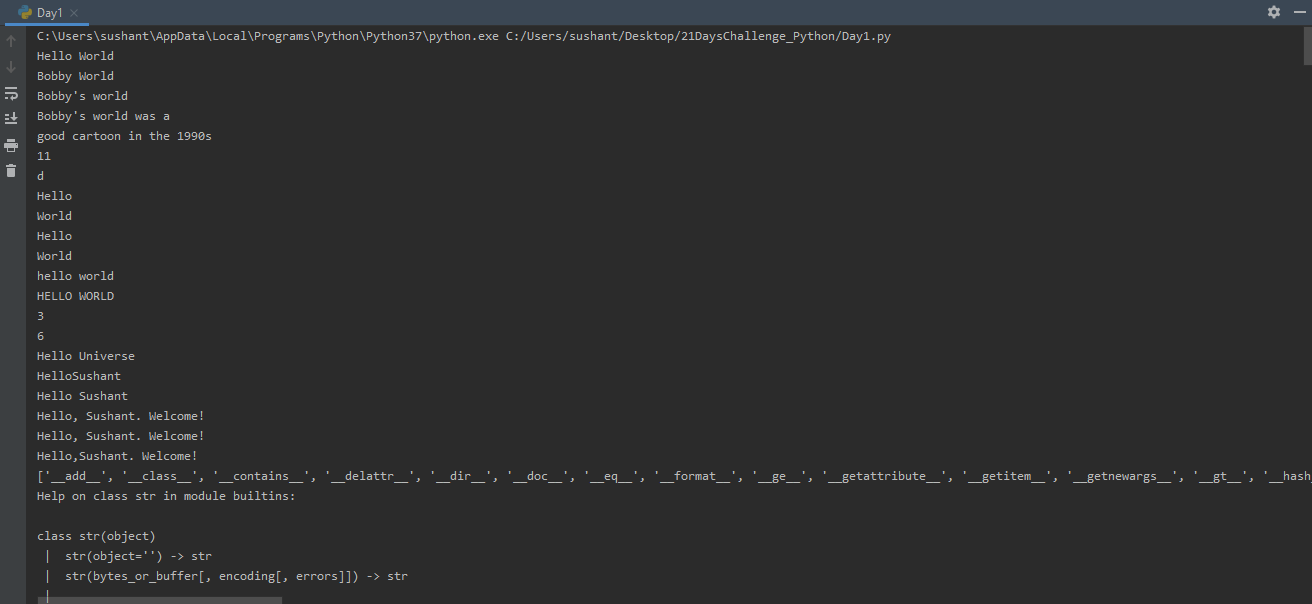 Day1
C:\Users\sushant\AppData\Local\Programs\Python\Python37\python.exe C:/Users/sushant/Desktop/21DaysChallenge_Python/Day1.py
Hello World
Bobby World
Bobby's world
Bobby's world was a
good cartoon in the 1990s
11
d
Hello
World
Hello
World
hello world
HELLO WORLD
3
6
Hello Universe
HelloSushant
Hello Sushant
Hello, Sushant. Welcome!
Hello, Sushant. Welcome!
Hello,Sushant. Welcome!
['__add__', '__class__', '__contains__', '__delattr__', '__dir__', '__doc__', '__eq__', '__format__', '__ge__', '__getattribute__', '__getitem__', '__getnewargs__', '__gt__', '__hash_
Help on class str in module builtins:
class str(object)
 |  str(object='') -> str
 |  str(bytes_or_buffer[, encoding[, errors]]) -> str
 |